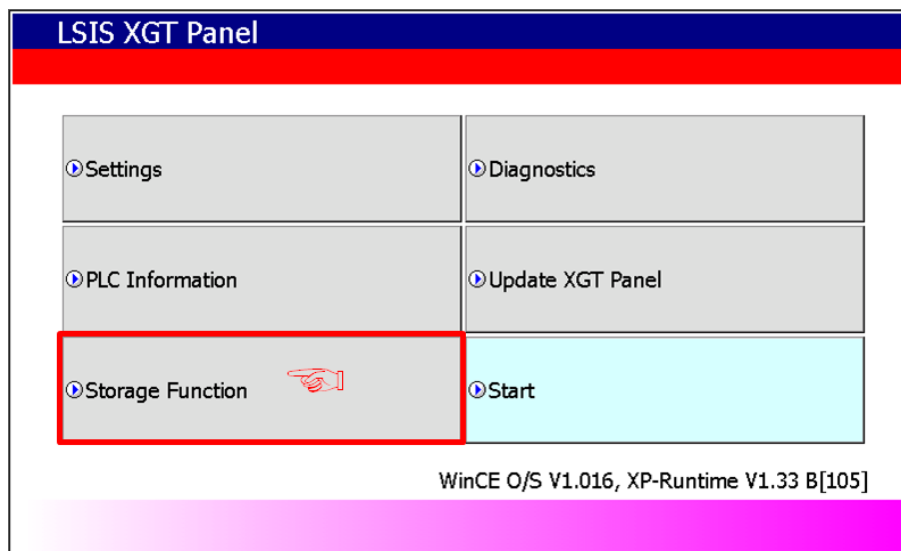 LSIS XGT Panel
Settings
Diagnostics
PLC Information
Update XGT Panel
Storage Function
Start
WinCE O/S V1.016, XP-Runtime V1.33 B[105]